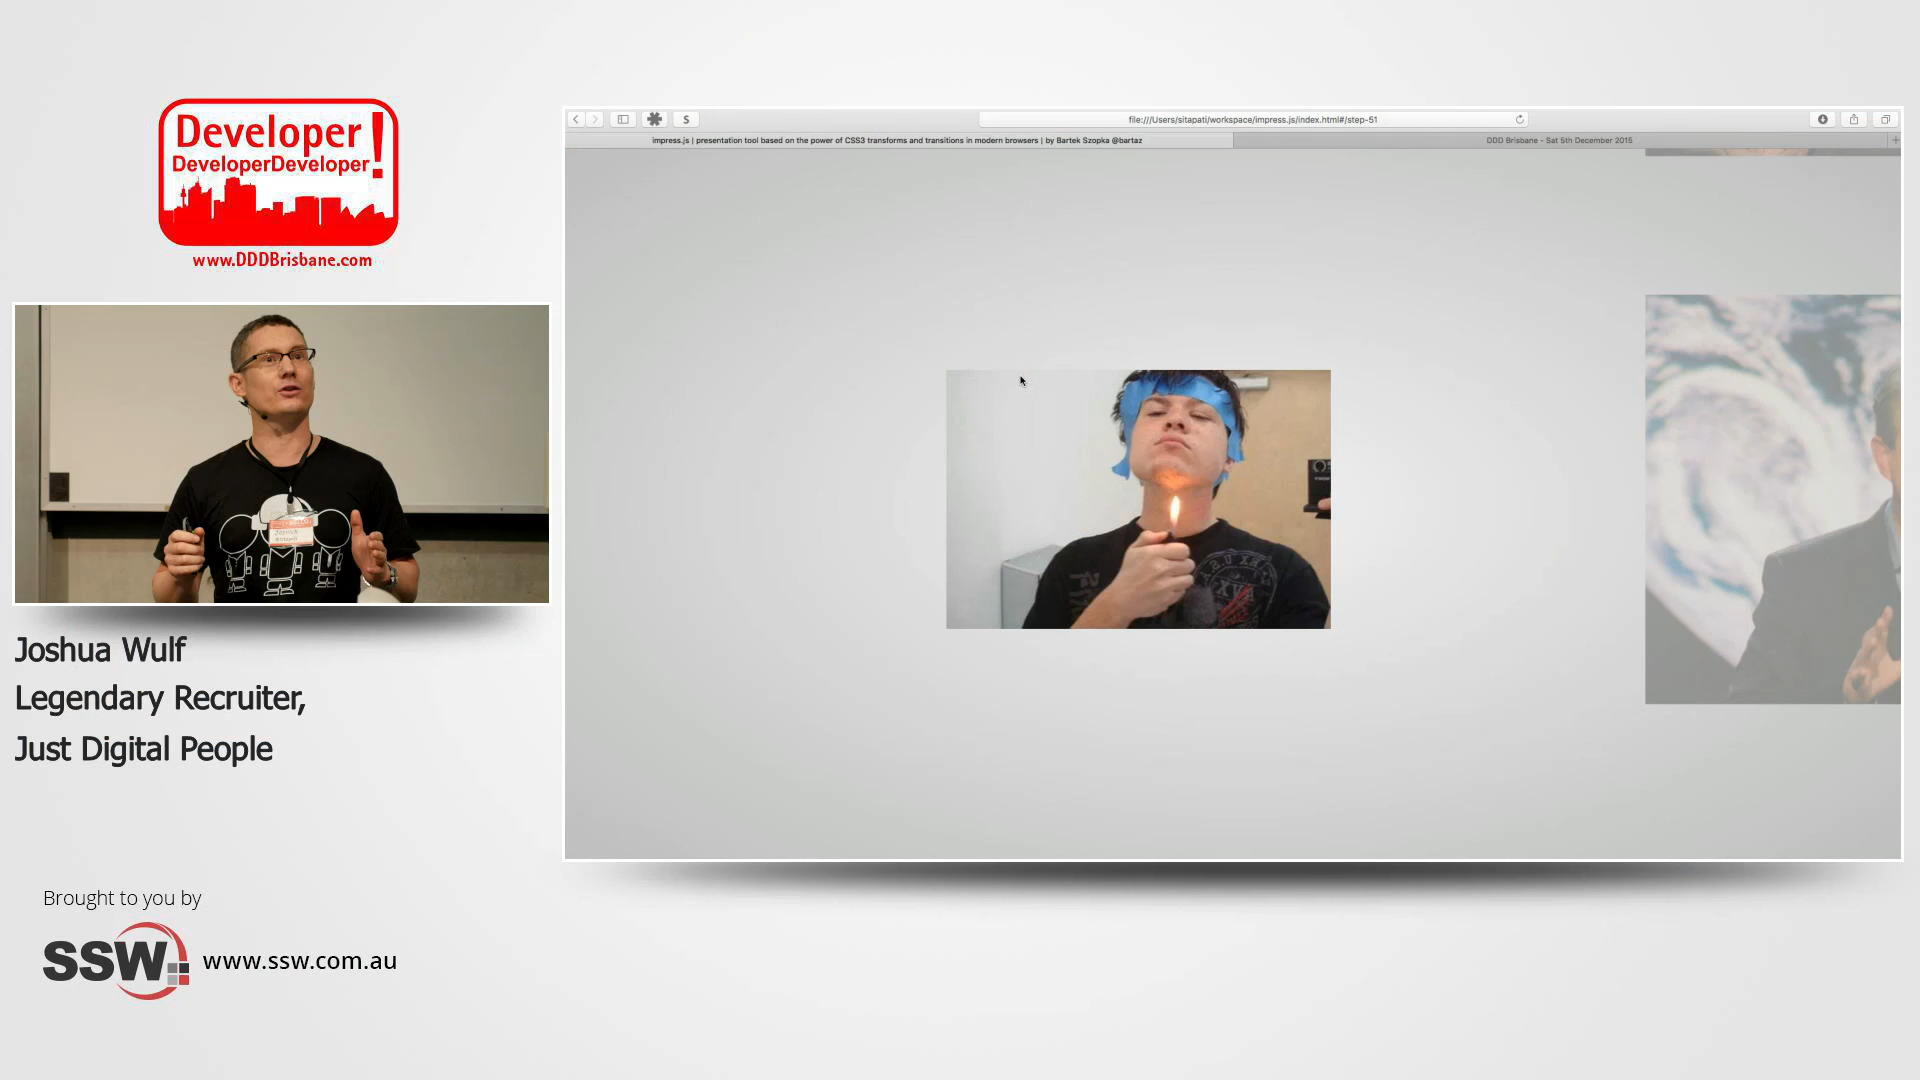 Developer!
DeveloperDeveloper
www.DDDBrisbane.com
S
file:///Users/sitapati/workspace/impress.js/index.html#/step-51
impress.js | presentation tool based on the power of CSS3 transforms and transitions in modern browsers | by Bartek Szopka @bartaz
DDD Brisbane - Sat 5th December 2015
Joshua Wulf
Legendary Recruiter,
Just Digital People
Brought to you by
SSW
www.ssw.com.au